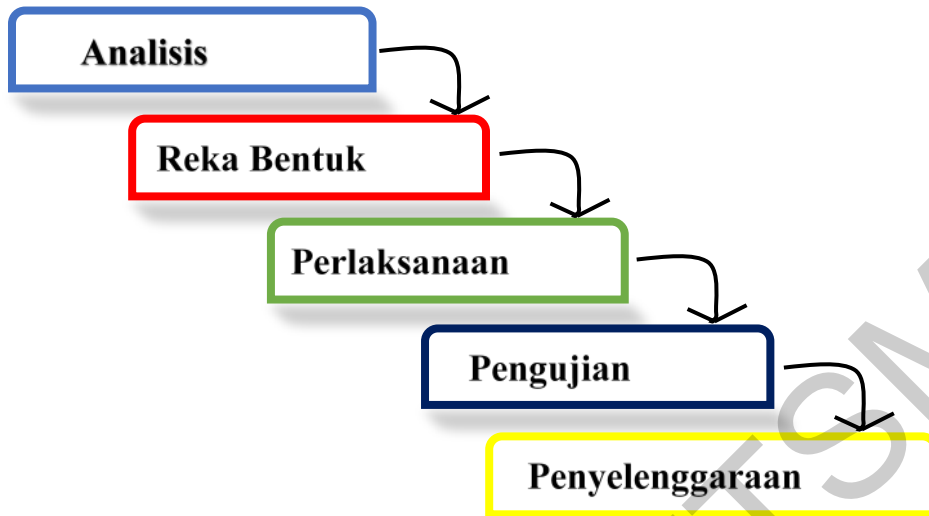 Analisis
Reka Bentuk
Perlaksanaan
Pengujian
Penyelenggaraan